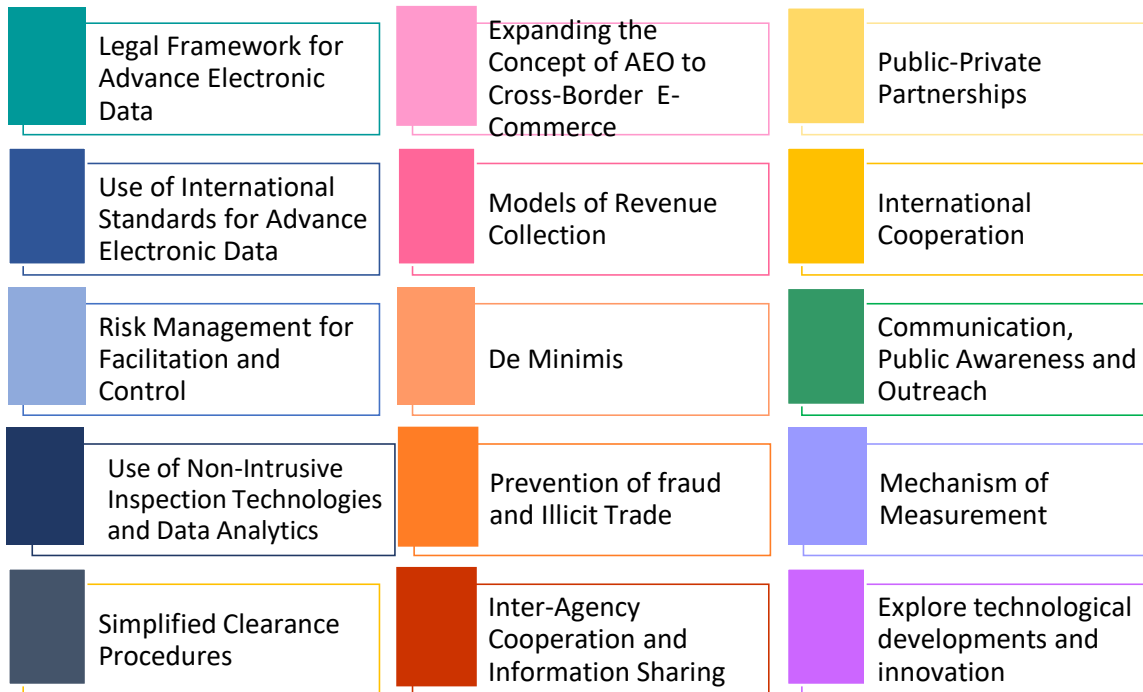 Legal Framework for
Advance Electronic
Data
Use of International
Standards for Advance
Electronic Data
Risk Management for
Facilitation and
Control
Use of Non-Intrusive
Inspection Technologies
and Data Analytics
Simplified Clearance
Procedures
Expanding the
Concept of AEO to
Cross-Border E-
Commerce
Models of Revenue
Collection
De Minimis
Prevention of fraud
and Illicit Trade
Inter-Agency
Cooperation and
Information Sharing
Public-Private
Partnerships
International
Cooperation
Communication,
Public Awareness and
Outreach
Mechanism of
Measurement
Explore technological
developments and
innovation